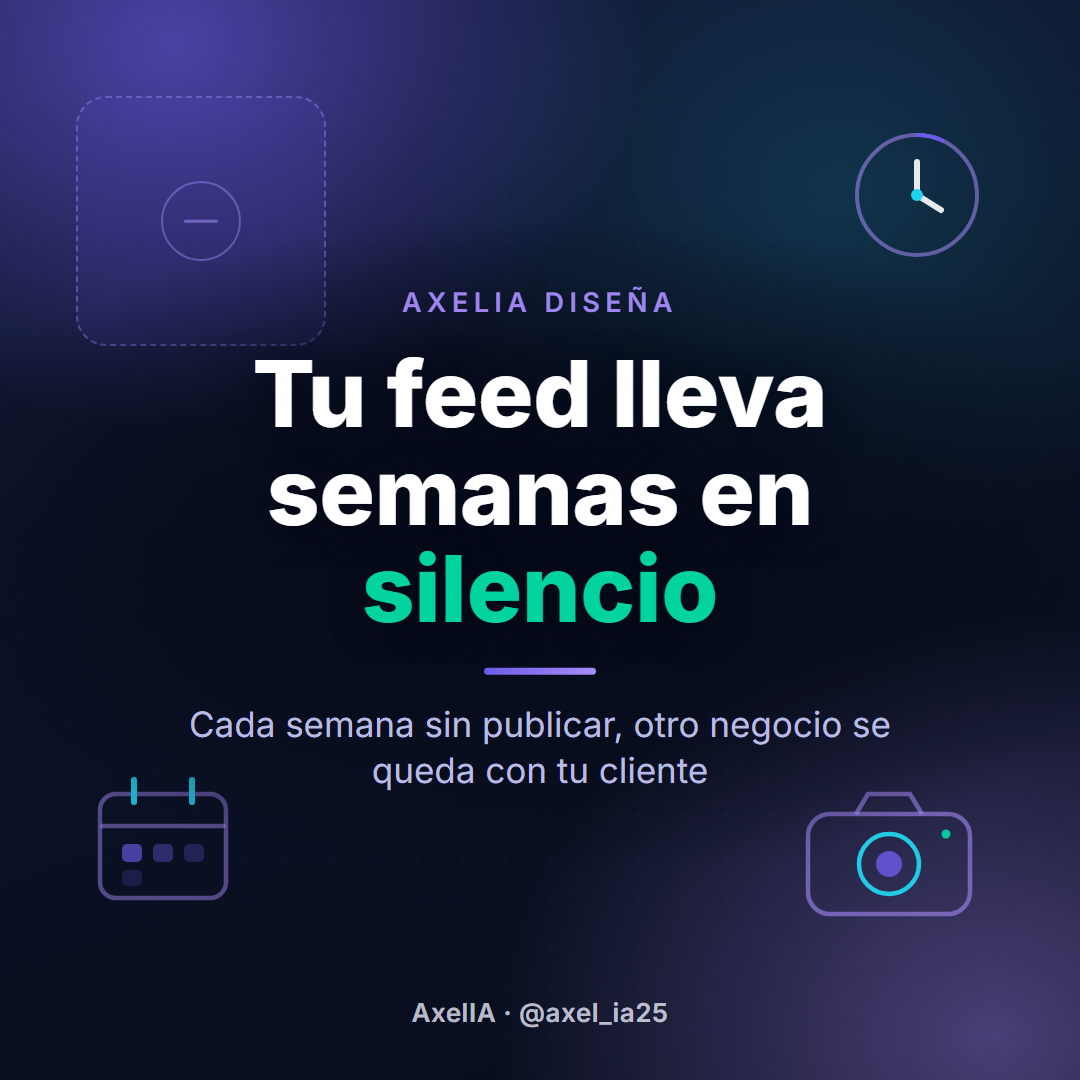 AXELIA DISEÑA
Tu feed lleva
semanas en
silencio
Cada semana sin publicar, otro negocio se
queda con tu cliente
AxelIA · @axel_ia25